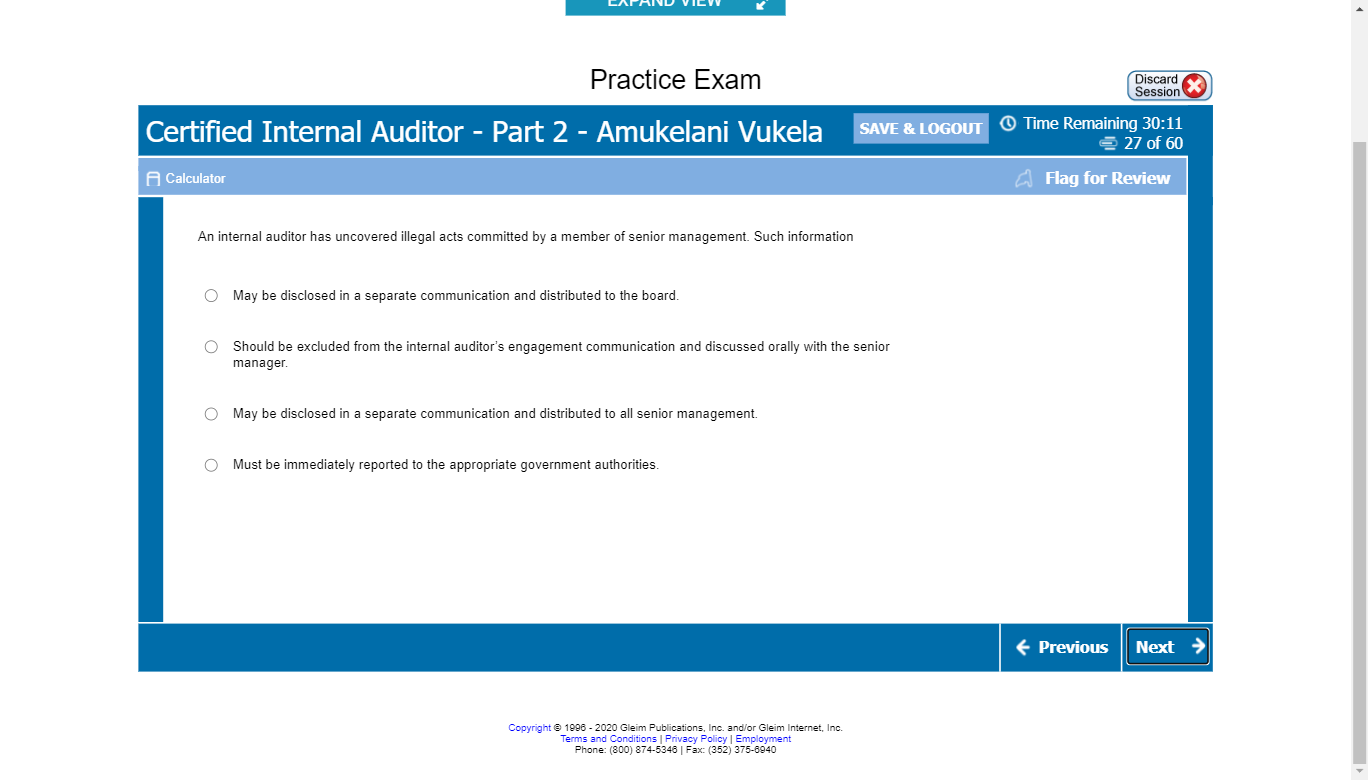 EXPAND VIEW
Practice Exam
Discard
Session
Certified Internal Auditor - Part 2 - Amukelani Vukela
SAVE & LOGOUT
Time Remaining 30:11
27 of 60
Calculator
Flag for Review
An internal auditor has uncovered illegal acts committed by a member of senior management. Such information
May be disclosed in a separate communication and distributed to the board.
Should be excluded from the internal auditor's engagement communication and discussed orally with the senior
manager.
May be disclosed in a separate communication and distributed to all senior management.
Must be immediately reported to the appropriate government authorities.
Previous
Next
Copyright © 1996 - 2020 Gleim Publications, Inc. and/or Gleim Internet, Inc.
Terms and Conditions | Privacy Policy | Employment
Phone: (800) 874-5346 | Fax: (352) 375-6940